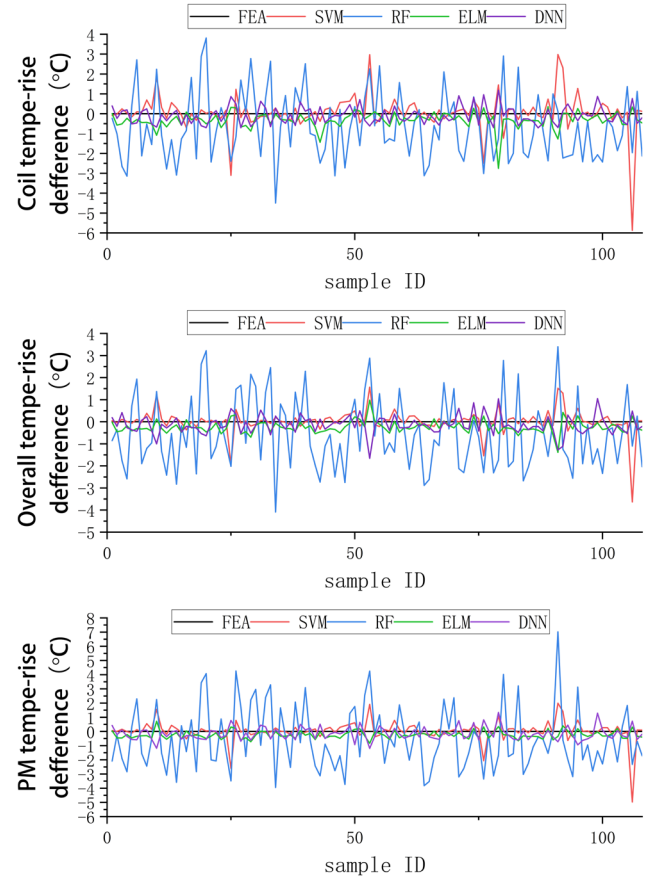 FEA SVM RF ELM DNN
Coil tempe-rise
defference (°C)
4
3
2
1
0
-1
-2
-3
-4
-5
-6
0 50 100
sample ID
FEA SVM RF ELM DNN
Overall tempe-rise
defference (°C)
4
3
2
1
0
-1
-2
-3
-4
-5
0 50 100
sample ID
FEA SVM RF ELM DNN
PM tempe-rise
defference (°C)
8
7
6
5
4
3
2
1
0
-1
-2
-3
-4
-5
-6
0 50 100
sample ID